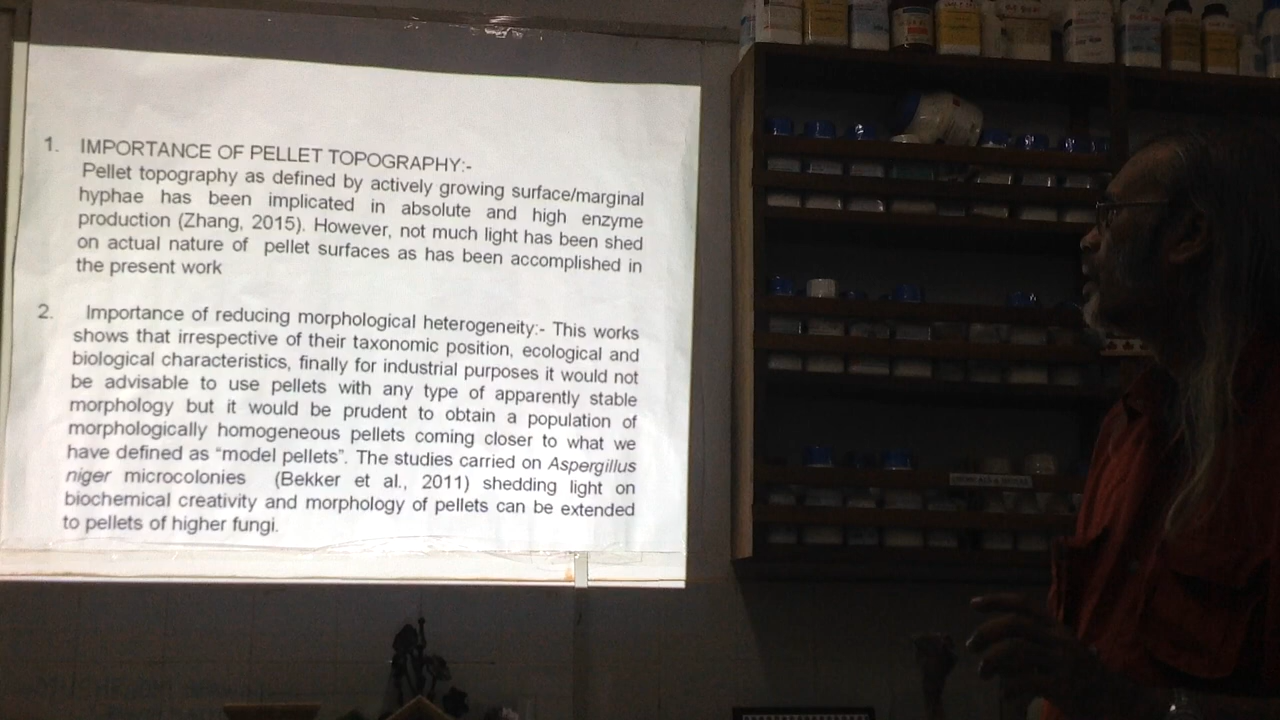 1. IMPORTANCE OF PELLET TOPOGRAPHY:-
Pellet topography as defined by actively growing surface/marginal
hyphae has been implicated in absolute and high enzyme
production (Zhang, 2015). However, not much light has been shed
on actual nature of pellet surfaces as has been accomplished in
the present work
2. Importance of reducing morphological heterogeneity:- This works
shows that irrespective of their taxonomic position, ecological and
biological characteristics, finally for industrial purposes it would not
be advisable to use pellets with any type of apparently stable
morphology but it would be prudent to obtain a population of
morphologically homogeneous pellets coming closer to what we
have defined as “model pellets”. The studies carried on Aspergillus
niger microcolonies (Bekker et al., 2011) shedding light on
biochemical creativity and morphology of pellets can be extended
to pellets of higher fungi.